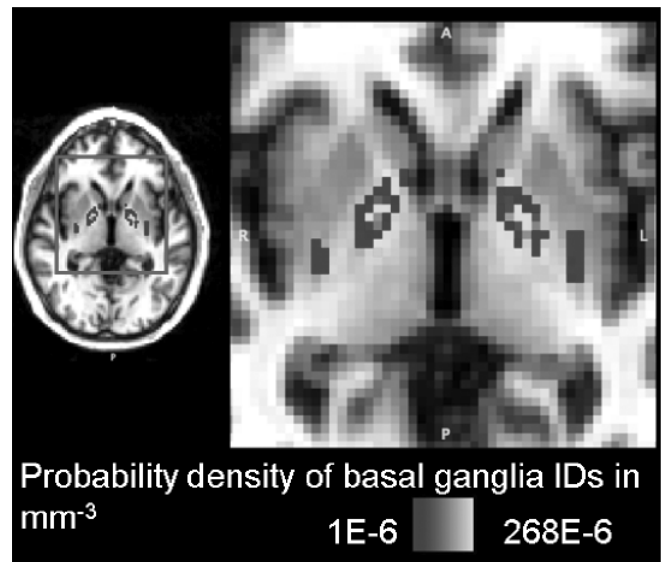 A
R
L
P
P
Probability density of basal ganglia IDs in
mm-3
1E-6 268E-6